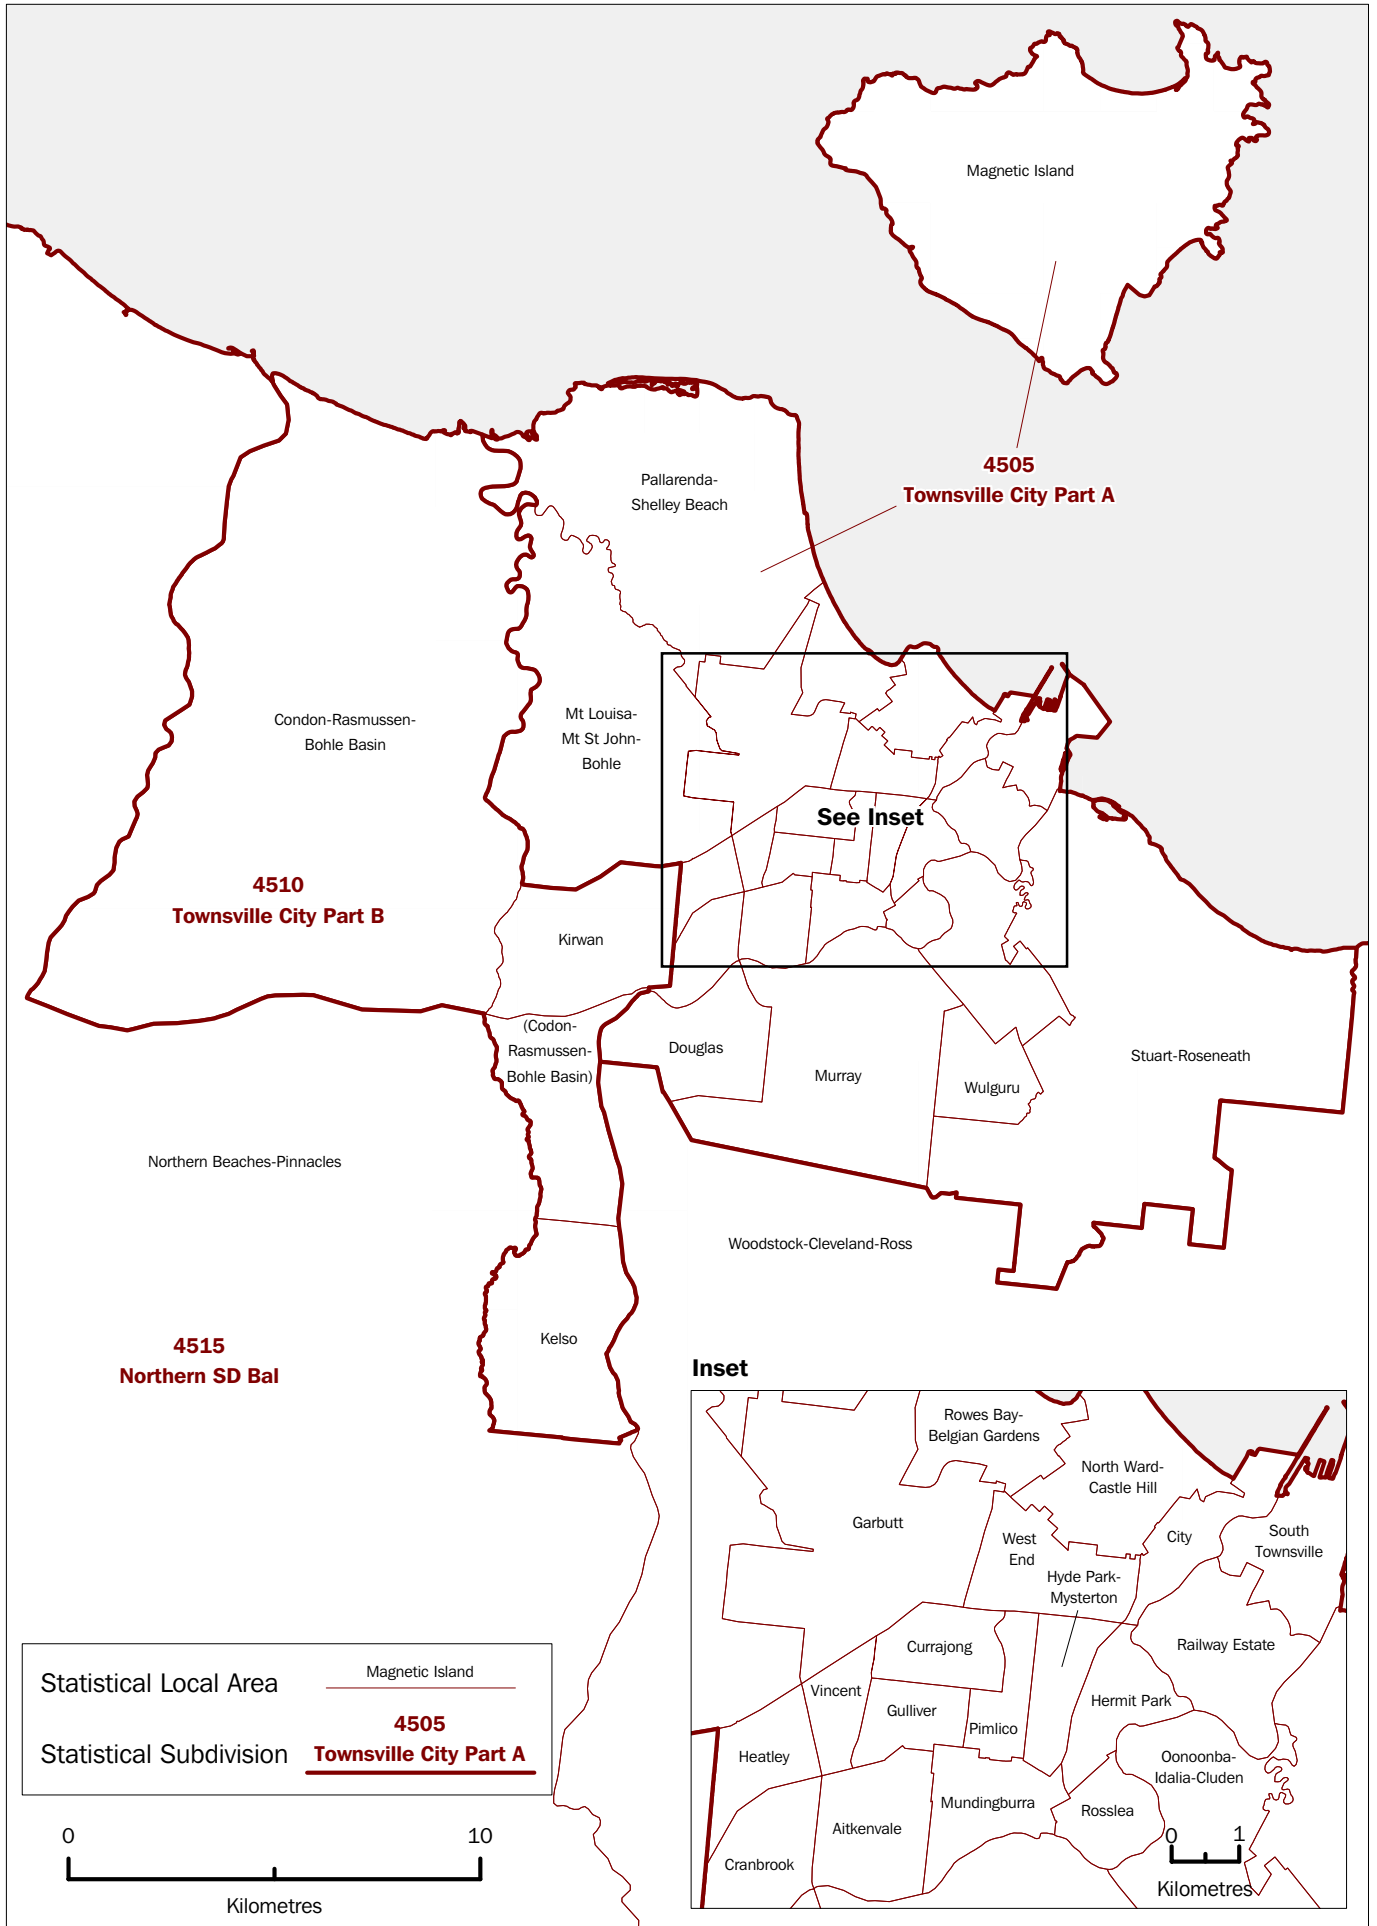 Magnetic Island
4505
Townsville City Part A
Pallarenda-
Shelley Beach
Condon-Rasmussen-
Bohle Basin
Mt Louisa-
Mt St John-
Bohle
See Inset
4510
Townsville City Part B
Kirwan
(Codon-
Rasmussen-
Bohle Basin)
Douglas
Murray
Wulguru
Stuart-Roseneath
Northern Beaches-Pinnacles
Woodstock-Cleveland-Ross
Kelso
4515
Northern SD Bal
Inset
Rowes Bay-
Belgian Gardens
North Ward-
Castle Hill
Garbutt
West
End
City
South
Townsville
Hyde Park-
Mysterton
Currajong
Railway Estate
Vincent
Gulliver
Pimlico
Hermit Park
Heatley
Oonoonba-
Idalia-Cluden
Mundingburra
Rosslea
Aitkenvale
Cranbrook
0 1
Kilometres
Statistical Local Area
Magnetic Island
Statistical Subdivision
4505
Townsville City Part A
0 10
Kilometres